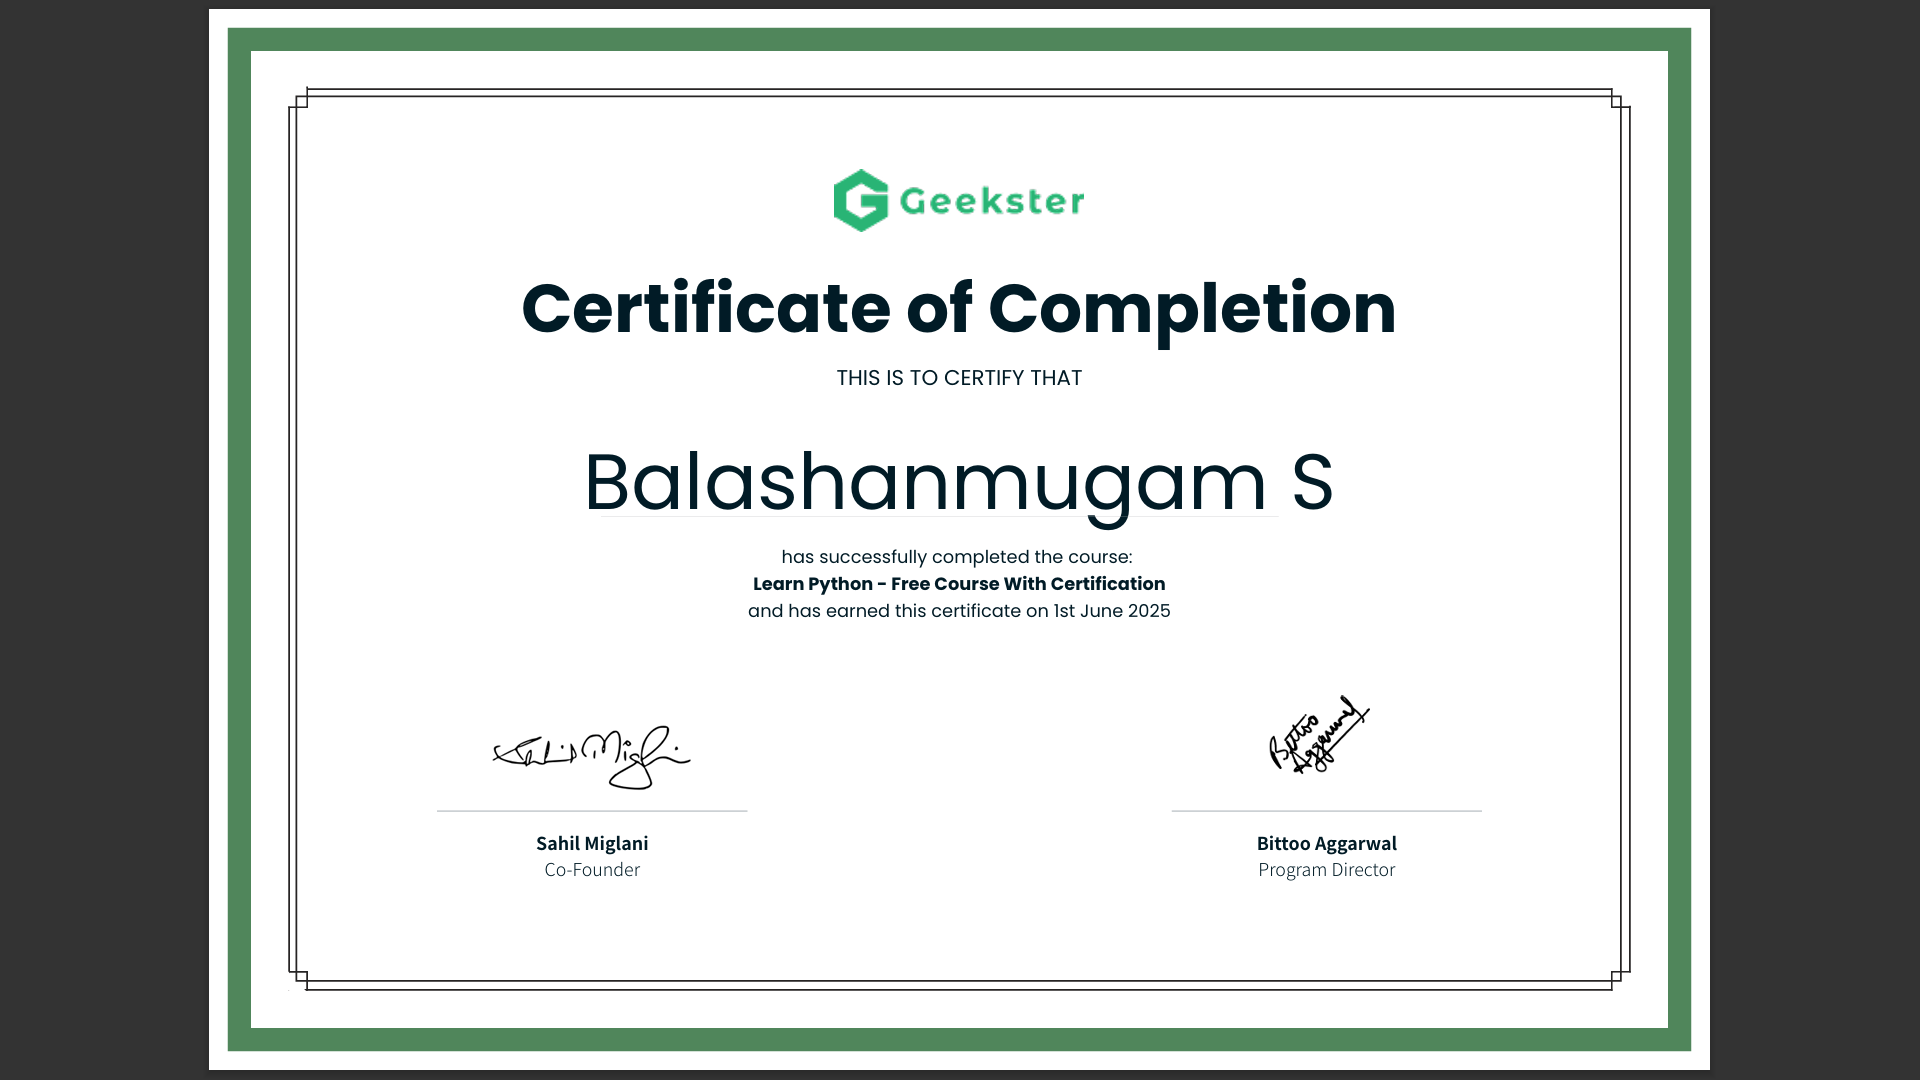 Geekster
Certificate of Completion
THIS IS TO CERTIFY THAT
Balashanmugam S
has successfully completed the course:
Learn Python - Free Course With Certification
and has earned this certificate on 1st June 2025
Sahil Miglani
Bittoo
Aggarwal
Sahil Miglani
Co-Founder
Bittoo Aggarwal
Program Director